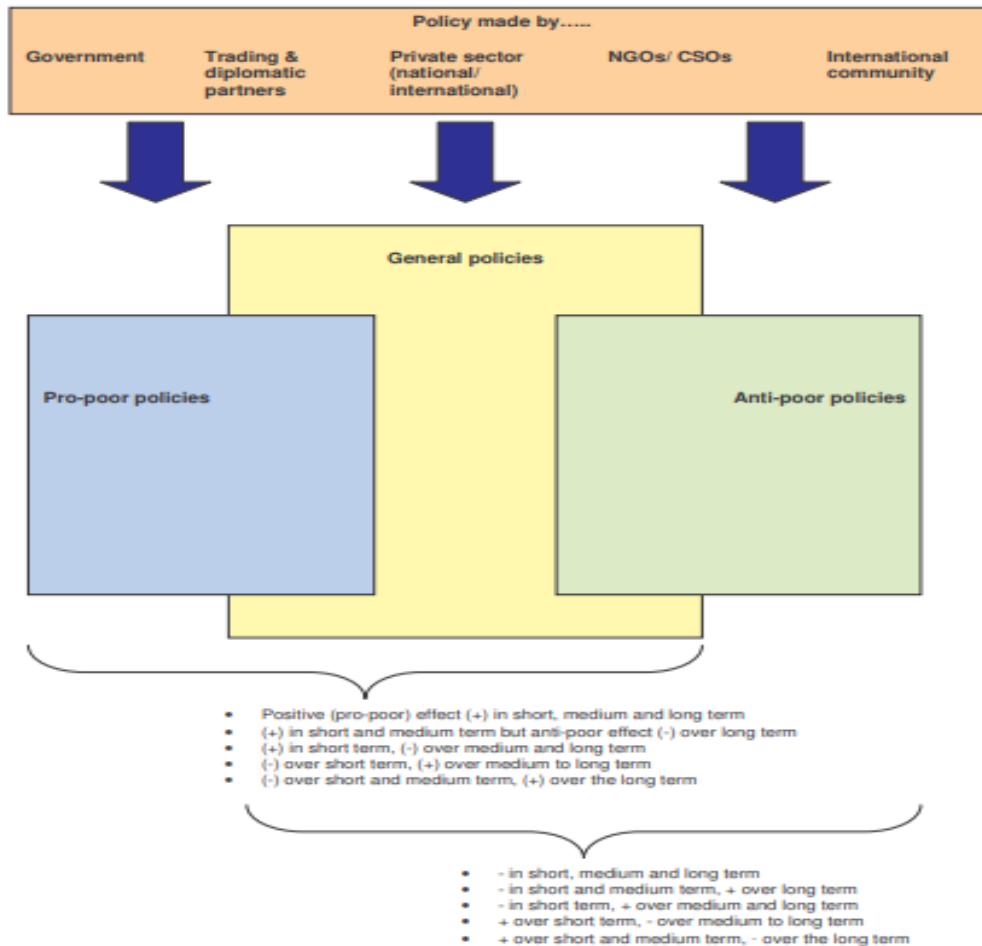 Policy made by.....
Government
Trading &
diplomatic
partners
Private sector
(national/
international)
NGOs/ CSOs
International
community
General policies
Pro-poor policies
Anti-poor policies
• Positive (pro-poor) effect (+) in short, medium and long term
• (+) in short and medium term but anti-poor effect (-) over long term
• (+) in short term, (-) over medium and long term
• (-) over short term, (+) over medium to long term
• (-) over short and medium term, (+) over the long term
• - in short, medium and long term
• - in short and medium term, + over long term
• - in short term, + over medium and long term
• + over short term, - over medium to long term
• + over short and medium term, - over the long term